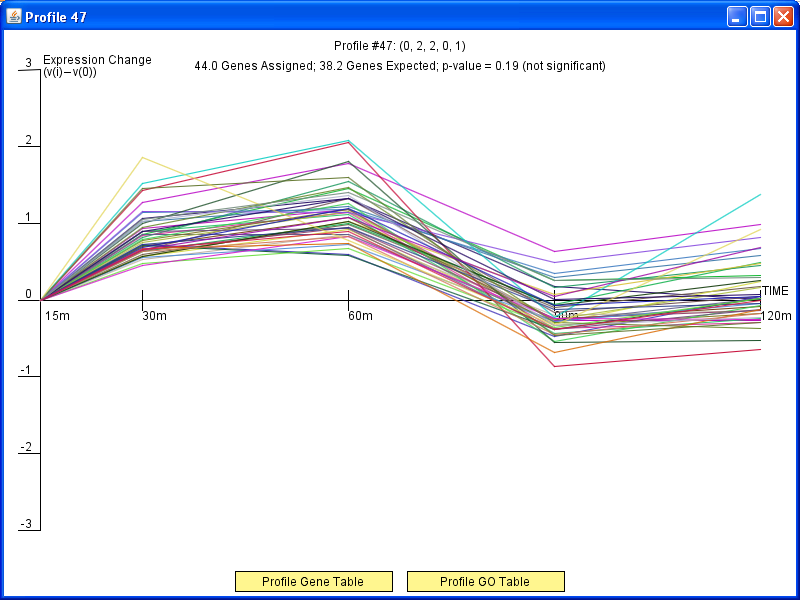 Profile 47
Profile #47: (0, 2, 2, 0, 1)
44.0 Genes Assigned; 38.2 Genes Expected; p-value = 0.19 (not significant)
Expression Change
(v(i)-v(0))
3
2
1
0
-1
-2
-3
TIME
15m 30m 60m 90m 120m
Profile Gene Table Profile GO Table